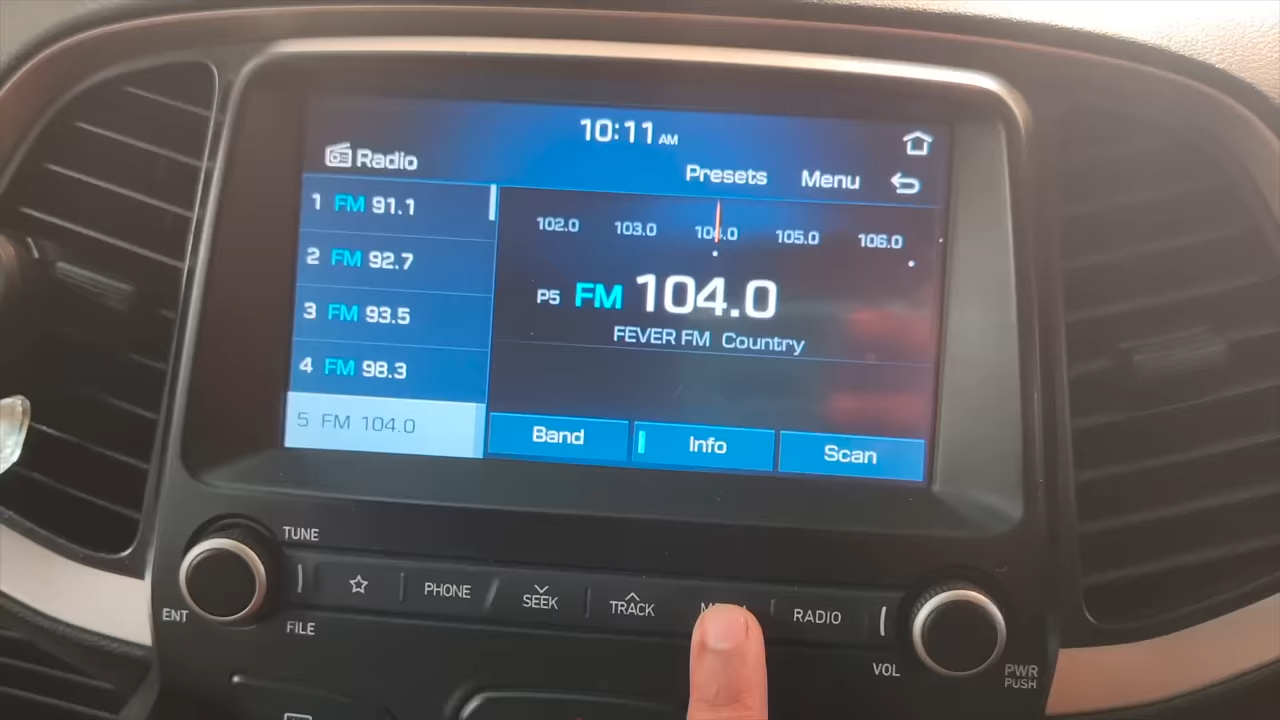 10:11 AM
Radio
Presets Menu
1 FM 91.1
2 FM 92.7
3 FM 93.5
4 FM 98.3
5 FM 104.0
102.0 103.0 104.0 105.0 106.0
P5 FM 104.0
FEVER FM Country
Band Info Scan
TUNE
ENT
FILE
PHONE
SEEK
TRACK
RADIO
VOL
PWR
PUSH